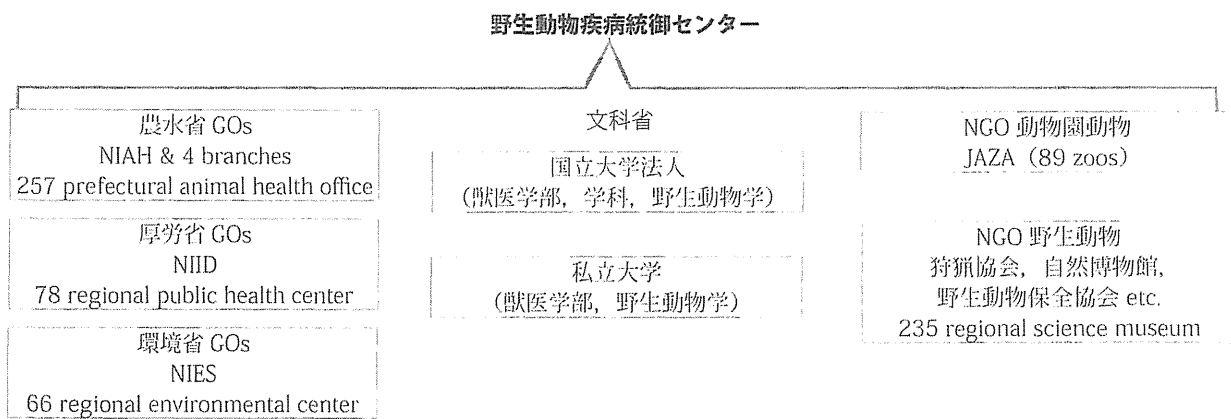 野生動物疾病統御センター
農水省 GOs
NIAH & 4 branches
257 prefectural animal health office
厚労省 GOs
NIID
78 regional public health center
環境省 GOs
NIES
66 regional environmental center
文科省
国立大学法人
(獣医学部, 学科, 野生動物学)
私立大学
(獣医学部, 野生動物学)
NGO 動物園動物
JAZA（89 zoos）
NGO 野生動物
狩猟協会, 自然博物館,
野生動物保全協会 etc.
235 regional science museum